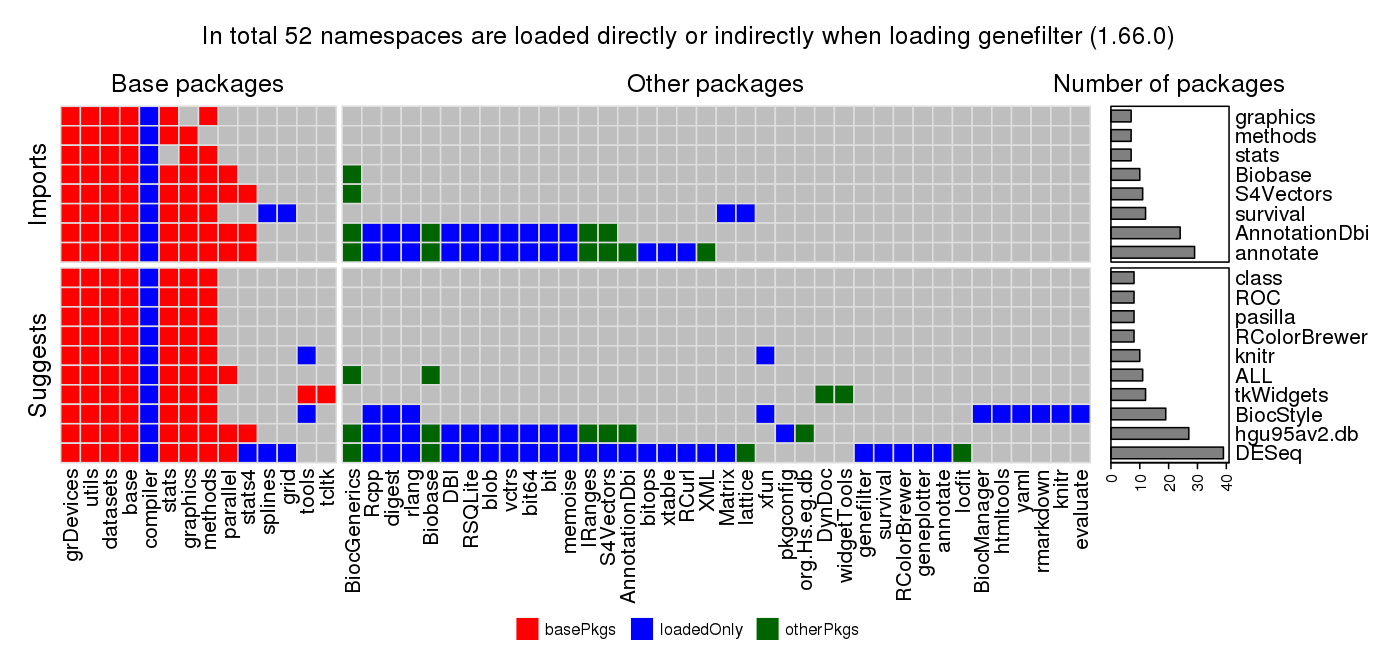 In total 52 namespaces are loaded directly or indirectly when loading genefilter (1.66.0)
Base packages
Other packages
Number of packages
Imports
graphics
methods
stats
Biobase
S4Vectors
survival
AnnotationDbi
annotate
Suggests
class
ROC
pasilla
RColorBrewer
knitr
ALL
tkWidgets
BiocStyle
hgu95av2.db
DESeq
grDevices
utils
datasets
base
compiler
stats
graphics
methods
parallel
stats4
splines
grid
tools
tcltk
BiocGenerics
Rcpp
digest
rlang
Biobase
DBI
RSQLite
blob
vctrs
bit64
bit
memoise
IRanges
S4Vectors
AnnotationDbi
bitops
xtable
RCurl
XML
Matrix
lattice
xfun
pkgconfig
org.Hs.eg.db
DynDoc
widgetTools
genefilter
survival
RColorBrewer
geneplotter
annotate
locfit
BiocManager
htmltools
yaml
rmarkdown
knitr
evaluate
0
10
20
30
40
basePkgs
loadedOnly
otherPkgs